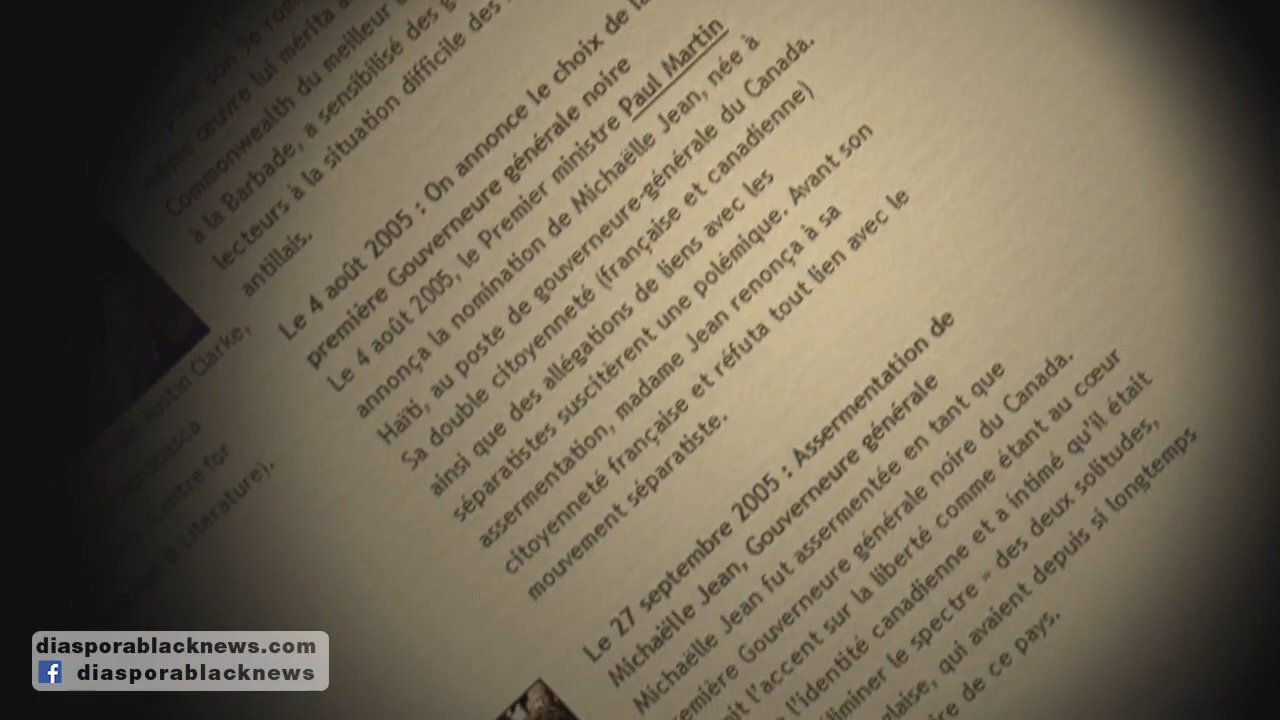 même œuvre lui mérita
Commonwealth du meilleur
à la Barbade, a sensibilisé des
lecteurs à la situation difficile des
antillais.
Le 4 août 2005 : On annonce le choix de la
première Gouverneure générale noire
Le 4 août 2005, le Premier ministre Paul Martin
annonça la nomination de Michaëlle Jean, née à
Haïti, au poste de gouverneure-générale du Canada.
Sa double citoyenneté (française et canadienne)
ainsi que des allégations de liens avec les
séparatistes suscitèrent une polémique. Avant son
assermentation, madame Jean renonça à sa
citoyenneté française et réfuta tout lien avec le
mouvement séparatiste.
Le 27 septembre 2005 : Assermentation de
Michaëlle Jean, Gouverneure générale
Michaëlle Jean fut assermentée en tant que
première Gouverneure générale noire du Canada.
l'accent sur la liberté comme étant au cœur
l'identité canadienne et a intimé qu'il était
éliminer le spectre » des deux solitudes,
qui avaient depuis si longtemps
de ce pays.
Austin Clarke,
Centre for
Literature).
diasporablacknews.com
diasporablacknews